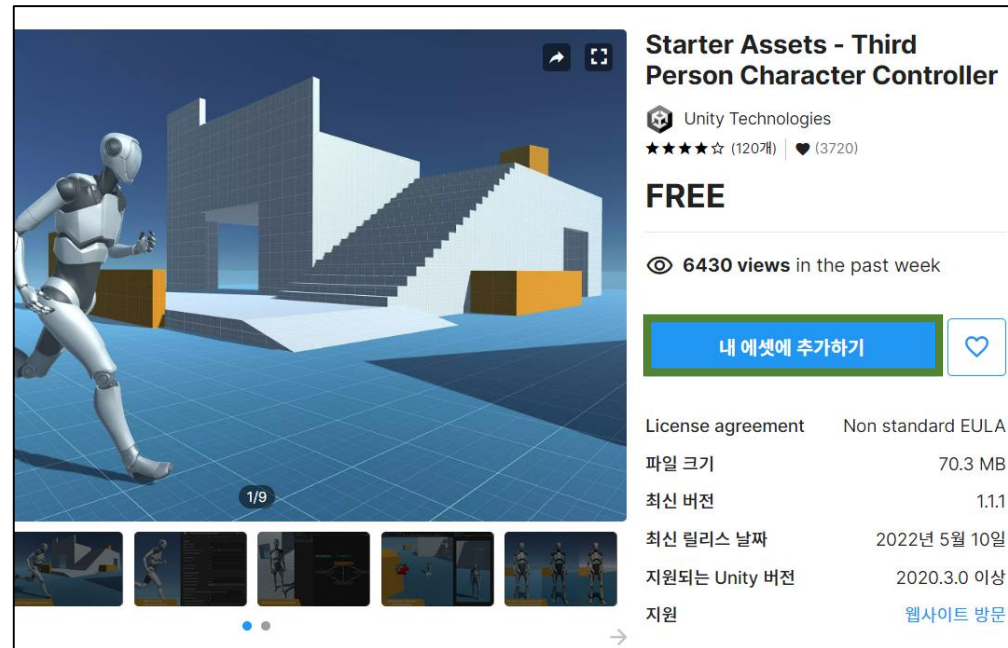 Starter Assets - Third
Person Character Controller
Unity Technologies
★★★★☆ (120개) | ♥ (3720)
FREE
6430 views in the past week
내 에셋에 추가하기
License agreement Non standard EULA
파일 크기 70.3 MB
최신 버전 1.1.1
최신 릴리스 날짜 2022년 5월 10일
지원되는 Unity 버전 2020.3.0 이상
지원 웹사이트 방문
1/9